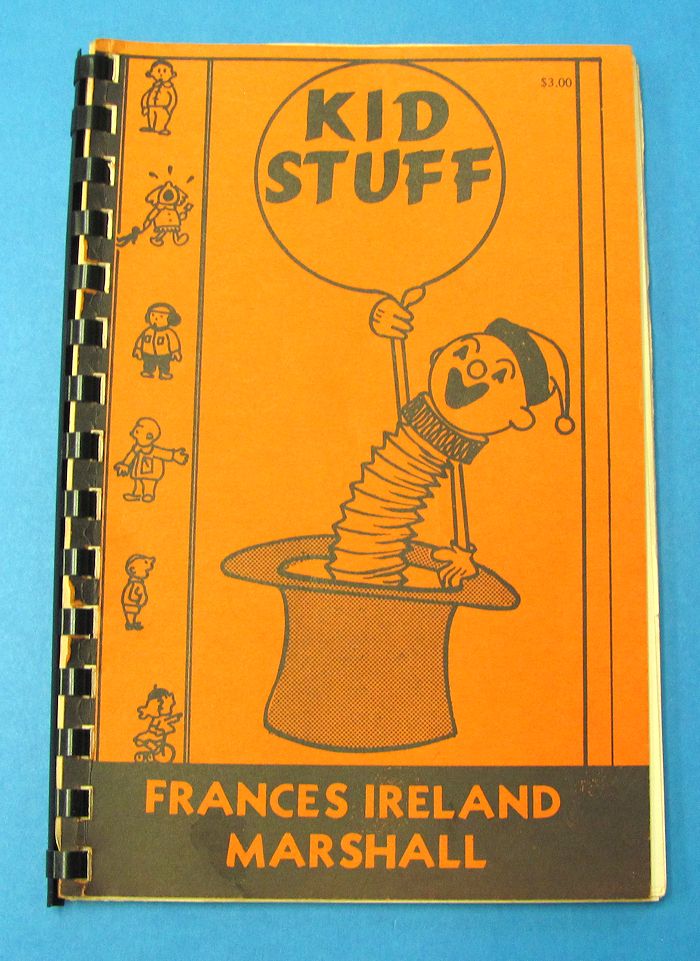 $3.00
KID
STUFF
FRANCES IRELAND
MARSHALL